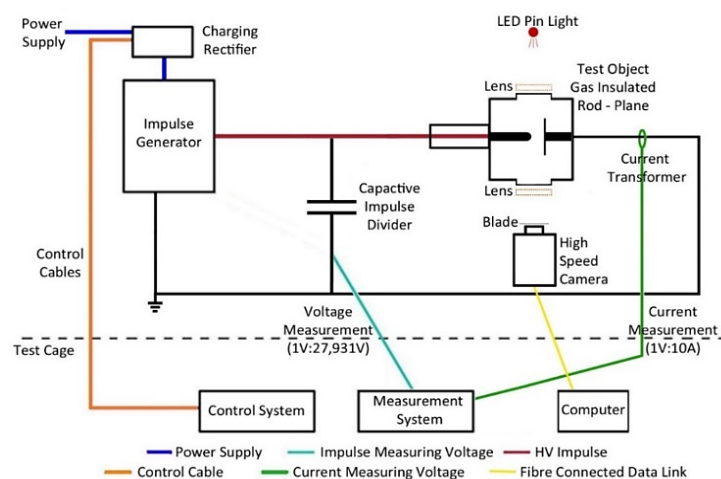 Power
Supply
Charging
Rectifier
LED Pin Light
Lens
Test Object
Gas Insulated
Rod - Plane
Impulse
Generator
Current
Transformer
Capactive
Impulse
Divider
Lens
Blade
High
Speed
Camera
Control
Cables
Voltage
Measurement
(1V:27,931V)
Current
Measurement
(1V:10A)
Test Cage
Control System
Measurement
System
Computer
Power Supply
Impulse Measuring Voltage
HV Impulse
Control Cable
Current Measuring Voltage
Fibre Connected Data Link